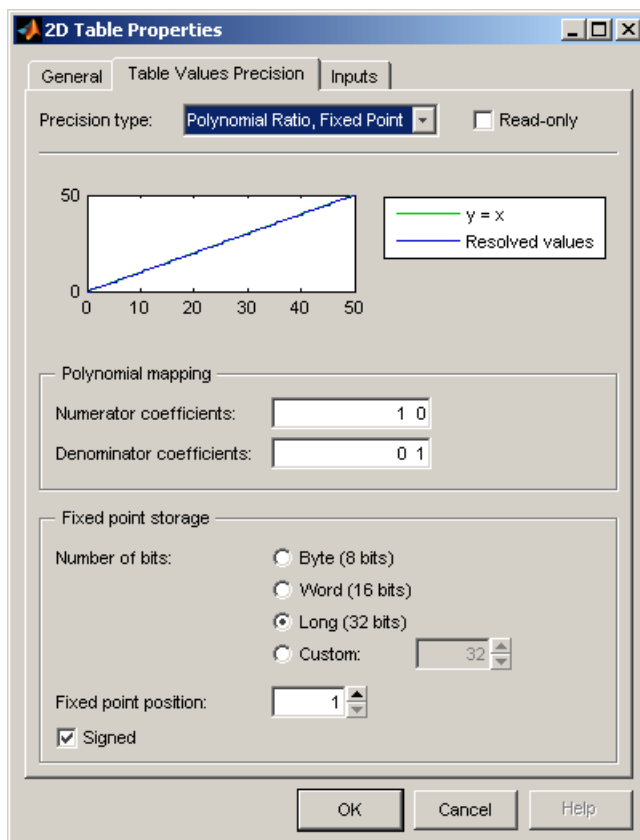 2D Table Properties
General Table Values Precision Inputs
Precision type: Polynomial Ratio, Fixed Point Read-only
50
0
0 10 20 30 40 50
y = x
Resolved values
Polynomial mapping
Numerator coefficients: 1 0
Denominator coefficients: 0 1
Fixed point storage
Number of bits: Byte (8 bits)
Word (16 bits)
Long (32 bits)
Custom: 32
Fixed point position: 1
Signed
OK Cancel Help